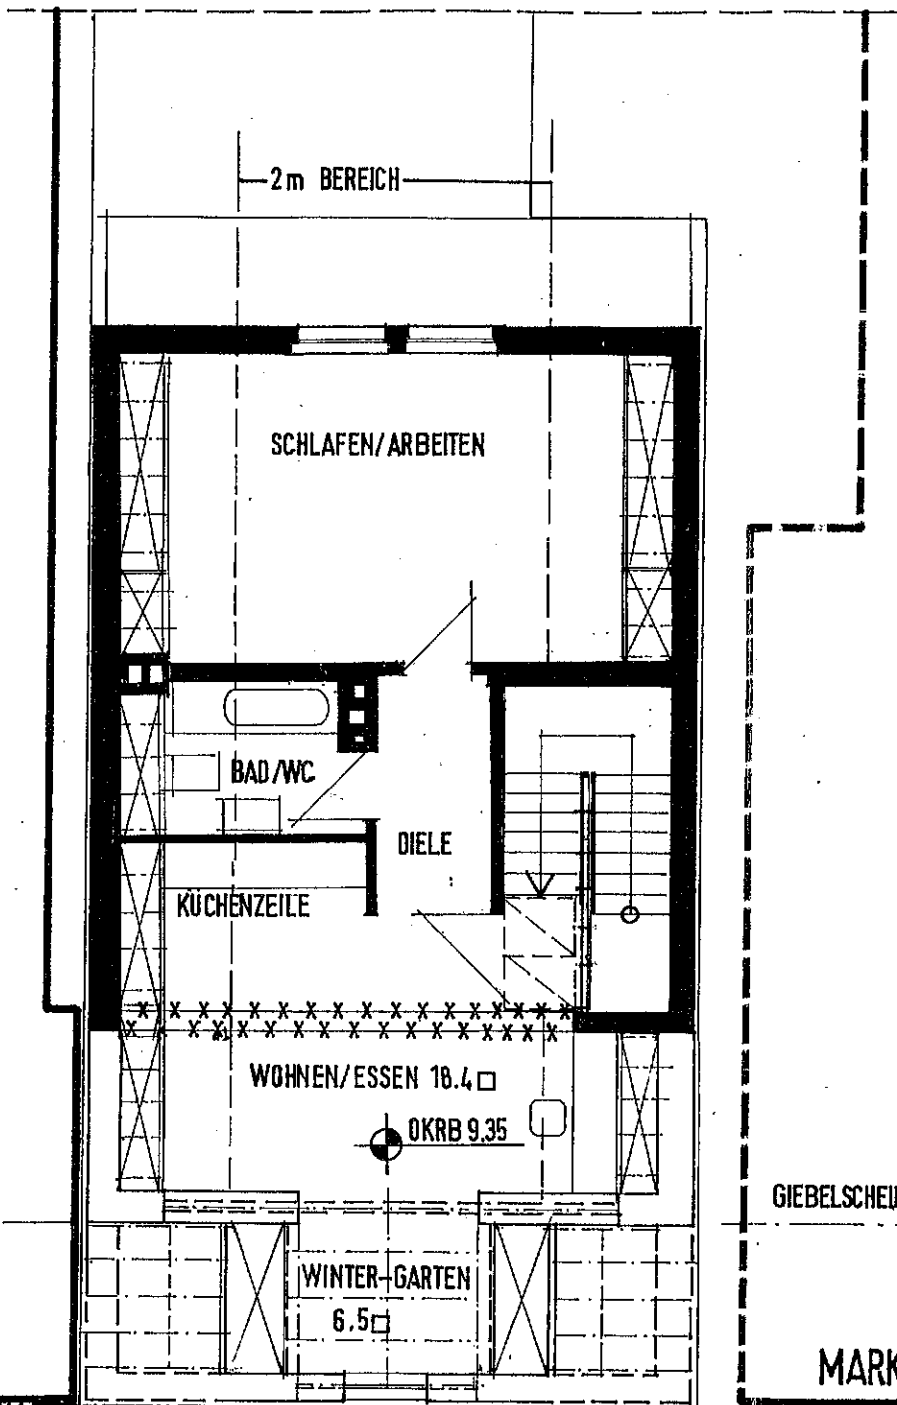 2m BEREICH
SCHLAFEN/ARBEITEN
BAD/WC
DIELE
KÜCHENZEILE
WOHNEN/ESSEN 18.4
OKRB 9.35
GIEBELSCHEI
WINTER-GARTEN
6.5
MARK